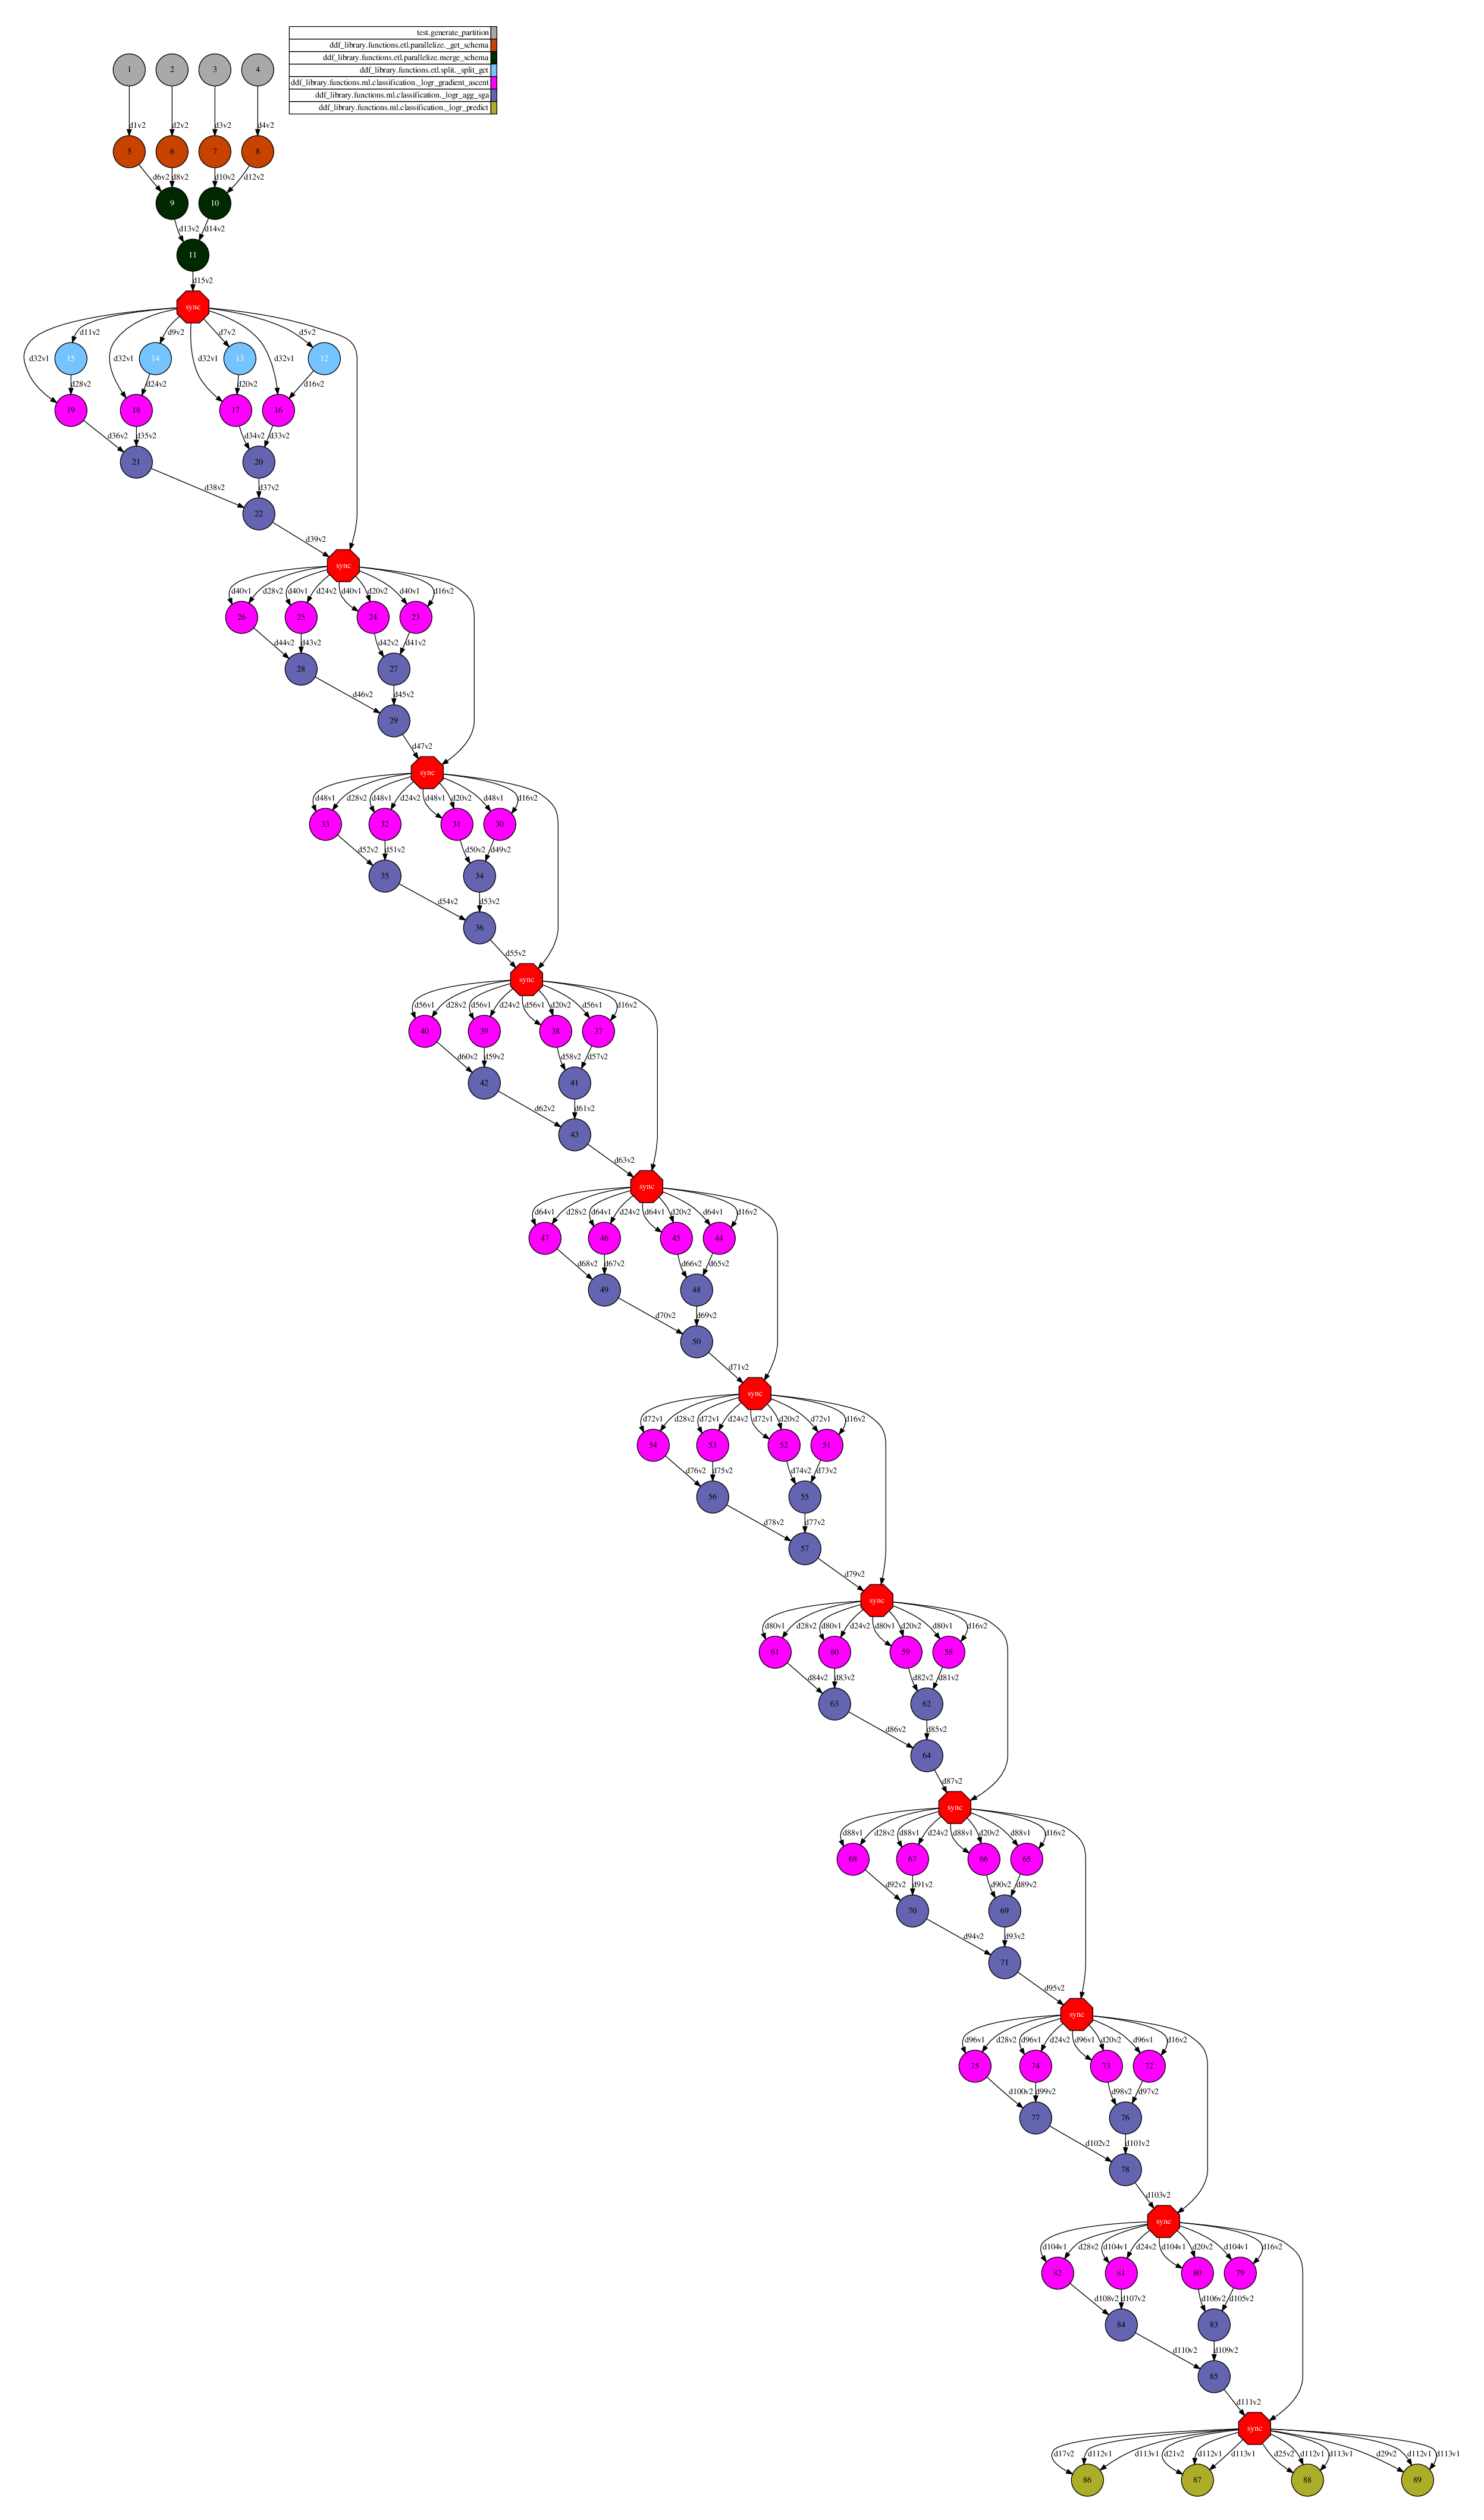 test.generate_partition
ddf_library.functions.etl.parallelize._get_schema
ddf_library.functions.etl.parallelize.merge_schema
ddf_library.functions.etl.split._split_get
ddf_library.functions.ml.classification._logr_gradient_ascent
ddf_library.functions.ml.classification._logr_agg_sga
ddf_library.functions.ml.classification._logr_predict
1 2 3 4
d1v2 d2v2 d3v2 d4v2
5 6 7 8
d6v2 d8v2 d10v2 d12v2
9 10
d13v2 d14v2
11
d15v2
sync
d11v2 d9v2 d7v2 d5v2
d32v1 15 d32v1 14 d32v1 13 d32v1 12
d28v2 d24v2 d20v2 d16v2
19 18 17 16
d36v2 d35v2 d34v2 d33v2
21 20
d38v2 d37v2
22
d39v2
sync
d40v1 d28v2 d40v1 d24v2 d40v1 d20v2 d40v1 d16v2
26 25 24 23
d44v2 d43v2 d42v2 d41v2
28 27
d46v2 d45v2
29
d47v2
sync
d48v1 d28v2 d48v1 d24v2 d48v1 d20v2 d48v1 d16v2
33 32 31 30
d52v2 d51v2 d50v2 d49v2
35 34
d54v2 d53v2
36
d55v2
sync
d56v1 d28v2 d56v1 d24v2 d56v1 d20v2 d56v1 d16v2
40 39 38 37
d60v2 d59v2 d58v2 d57v2
42 41
d62v2 d61v2
43
d63v2
sync
d64v1 d28v2 d64v1 d24v2 d64v1 d20v2 d64v1 d16v2
47 46 45 44
d68v2 d67v2 d66v2 d65v2
49 48
d70v2 d69v2
50
d71v2
sync
d72v1 d28v2 d72v1 d24v2 d72v1 d20v2 d72v1 d16v2
54 53 52 51
d76v2 d75v2 d74v2 d73v2
56 55
d78v2 d77v2
57
d79v2
sync
d80v1 d28v2 d80v1 d24v2 d80v1 d20v2 d80v1 d16v2
61 60 59 58
d84v2 d83v2 d82v2 d81v2
63 62
d86v2 d85v2
64
d87v2
sync
d88v1 d28v2 d88v1 d24v2 d88v1 d20v2 d88v1 d16v2
68 67 66 65
d92v2 d91v2 d90v2 d89v2
70 69
d94v2 d93v2
71
d95v2
sync
d96v1 d28v2 d96v1 d24v2 d96v1 d20v2 d96v1 d16v2
75 74 73 72
d100v2 d99v2 d98v2 d97v2
77 76
d102v2 d101v2
78
d103v2
sync
d104v1 d28v2 d104v1 d24v2 d104v1 d20v2 d104v1 d16v2
82 81 80 79
d108v2 d107v2 d106v2 d105v2
84 83
d110v2 d109v2
85
d111v2
sync
d17v2 d112v1 d113v1 d21v2 d112v1 d113v1 d25v2 d112v1 d113v1 d29v2 d112v1 d113v1
86 87 88 89